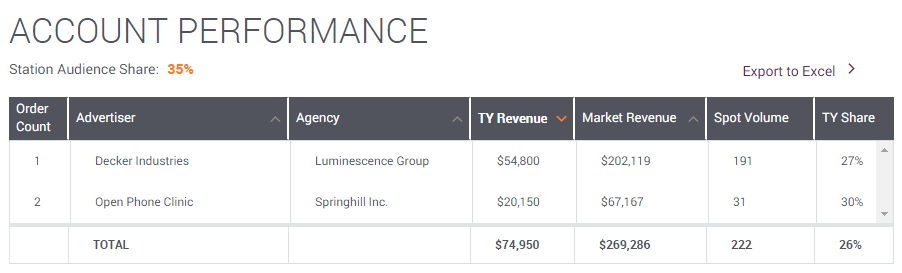 ACCOUNT PERFORMANCE
Station Audience Share: 35%
Export to Excel
Order Count Advertiser Agency TY Revenue Market Revenue Spot Volume TY Share
1 Decker Industries Luminescence Group $54,800 $202,119 191 27%
2 Open Phone Clinic Springhill Inc. $20,150 $67,167 31 30%
TOTAL $74,950 $269,286 222 26%